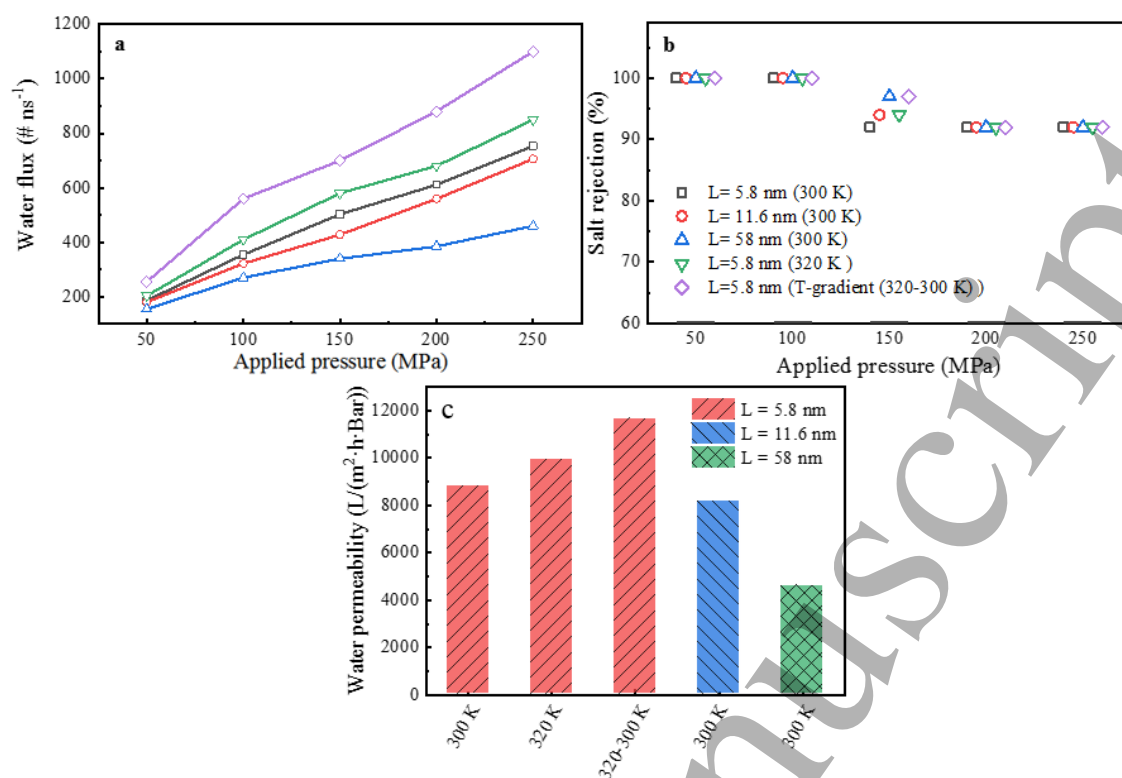 a
1200
1000
800
600
400
200
50 100 150 200 250
Water flux (# ns⁻¹)
Applied pressure (MPa)
b
100
90
80
70
60
50 100 150 200 250
Salt rejection (%)
Applied pressure (MPa)
L= 5.8 nm (300 K)
L= 11.6 nm (300 K)
L= 58 nm (300 K)
L=5.8 nm (320 K )
L=5.8 nm (T-gradient (320-300 K) )
c
12000
10000
8000
6000
4000
2000
0
Water permeability (L/(m²·h·Bar))
L = 5.8 nm
L = 11.6 nm
L = 58 nm
300 K
320 K
320-300 K
300 K
300 K
nuscrip